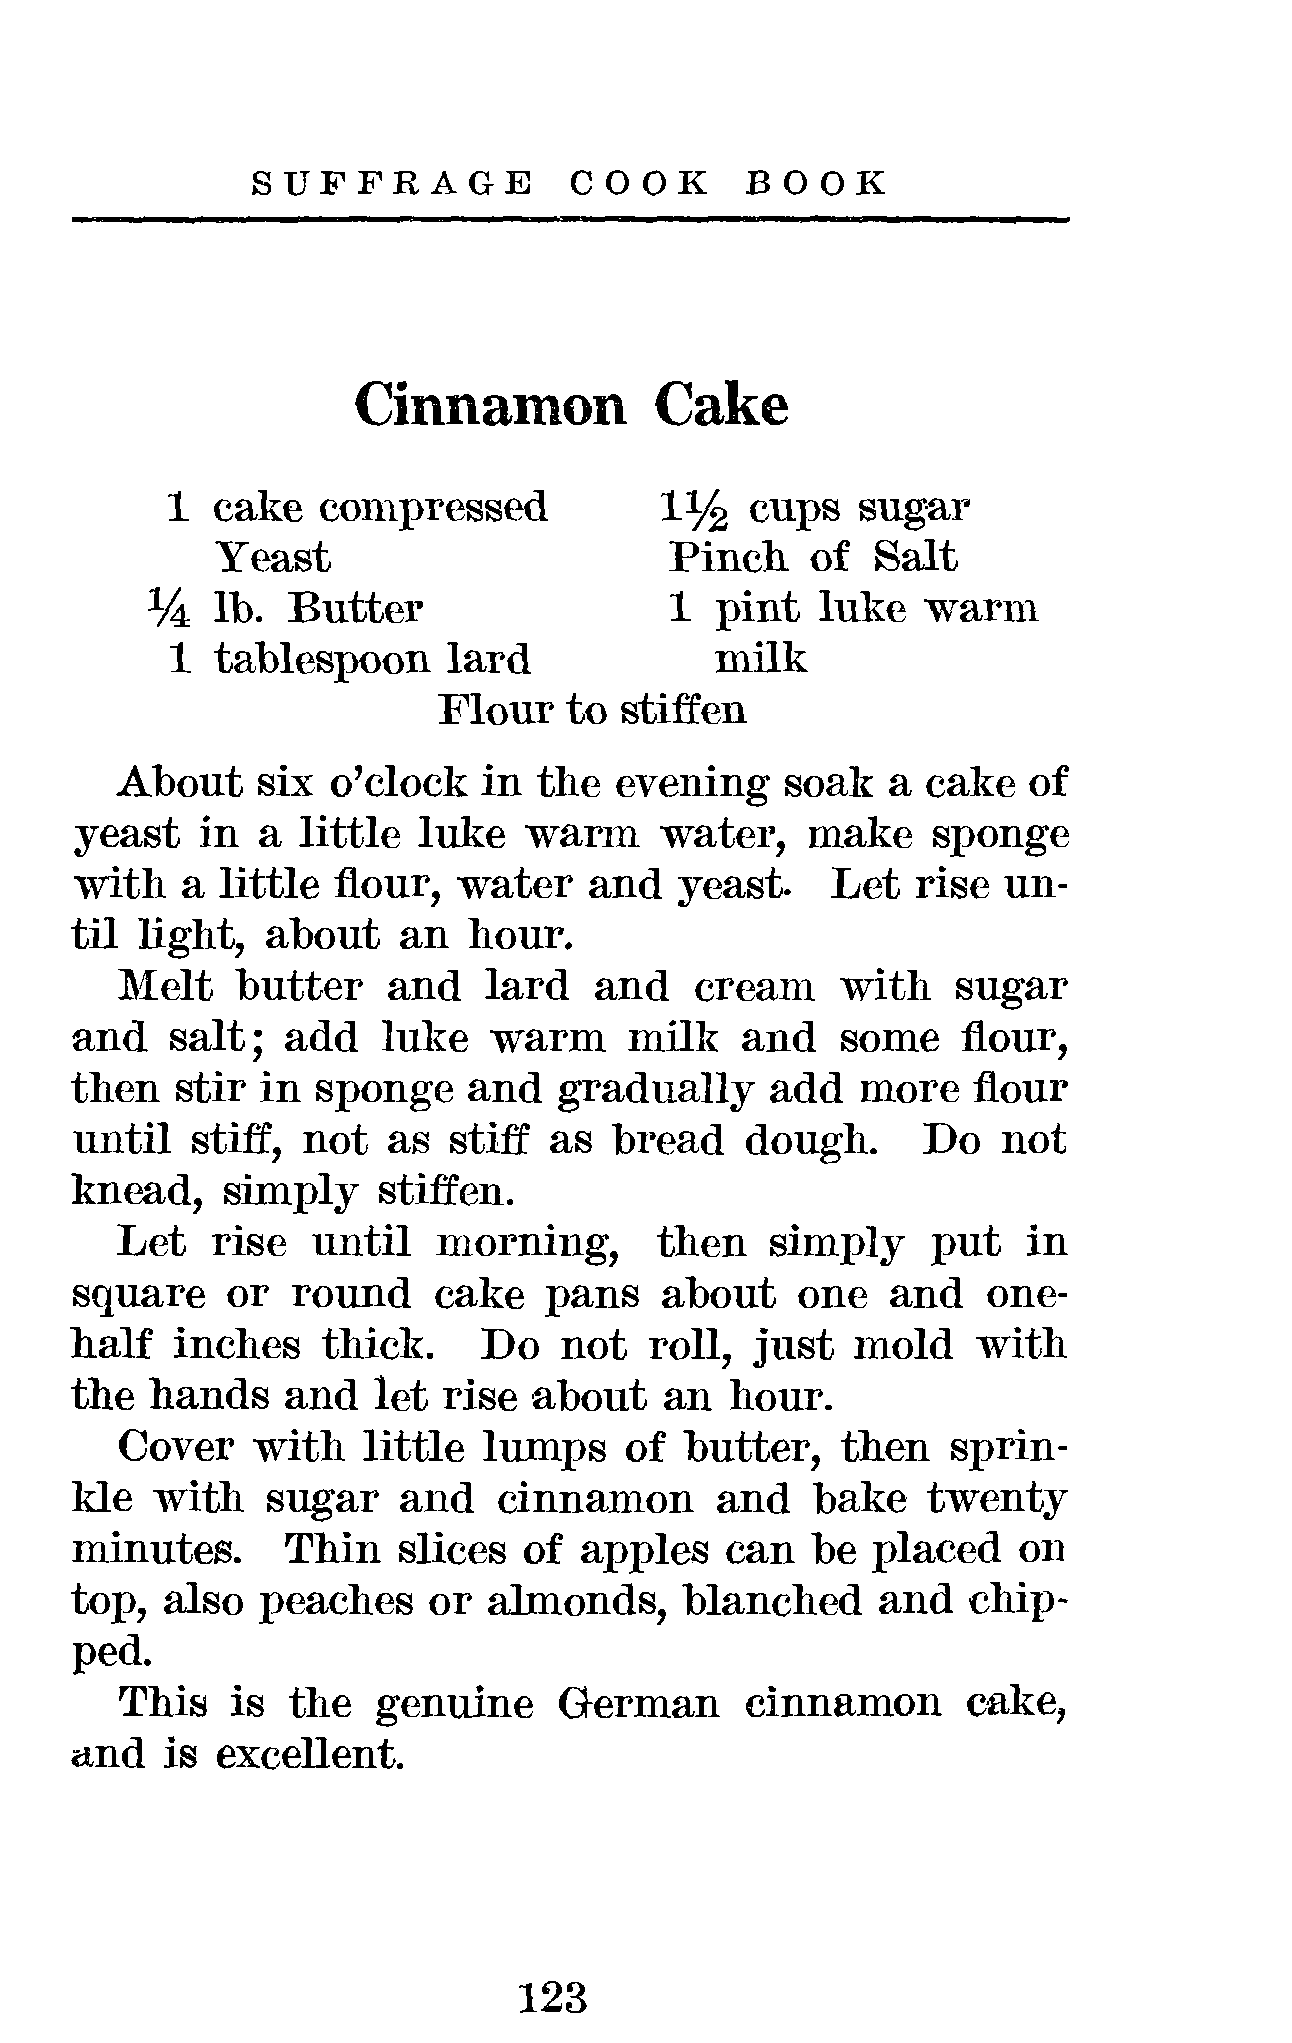 SUFFRAGE COOK BOOK
Cinnamon Cake
1 cake compressed
Yeast
¼ lb. Butter
1 tablespoon lard
1½ cups sugar
Pinch of Salt
1 pint luke warm
milk
Flour to stiffen
About six o'clock in the evening soak a cake of
yeast in a little luke warm water, make sponge
with a little flour, water and yeast. Let rise un-
til light, about an hour.
Melt butter and lard and cream with sugar
and salt; add luke warm milk and some flour,
then stir in sponge and gradually add more flour
until stiff, not as stiff as bread dough. Do not
knead, simply stiffen.
Let rise until morning, then simply put in
square or round cake pans about one and one-
half inches thick. Do not roll, just mold with
the hands and let rise about an hour.
Cover with little lumps of butter, then sprin-
kle with sugar and cinnamon and bake twenty
minutes. Thin slices of apples can be placed on
top, also peaches or almonds, blanched and chip-
ped.
This is the genuine German cinnamon cake,
and is excellent.
123